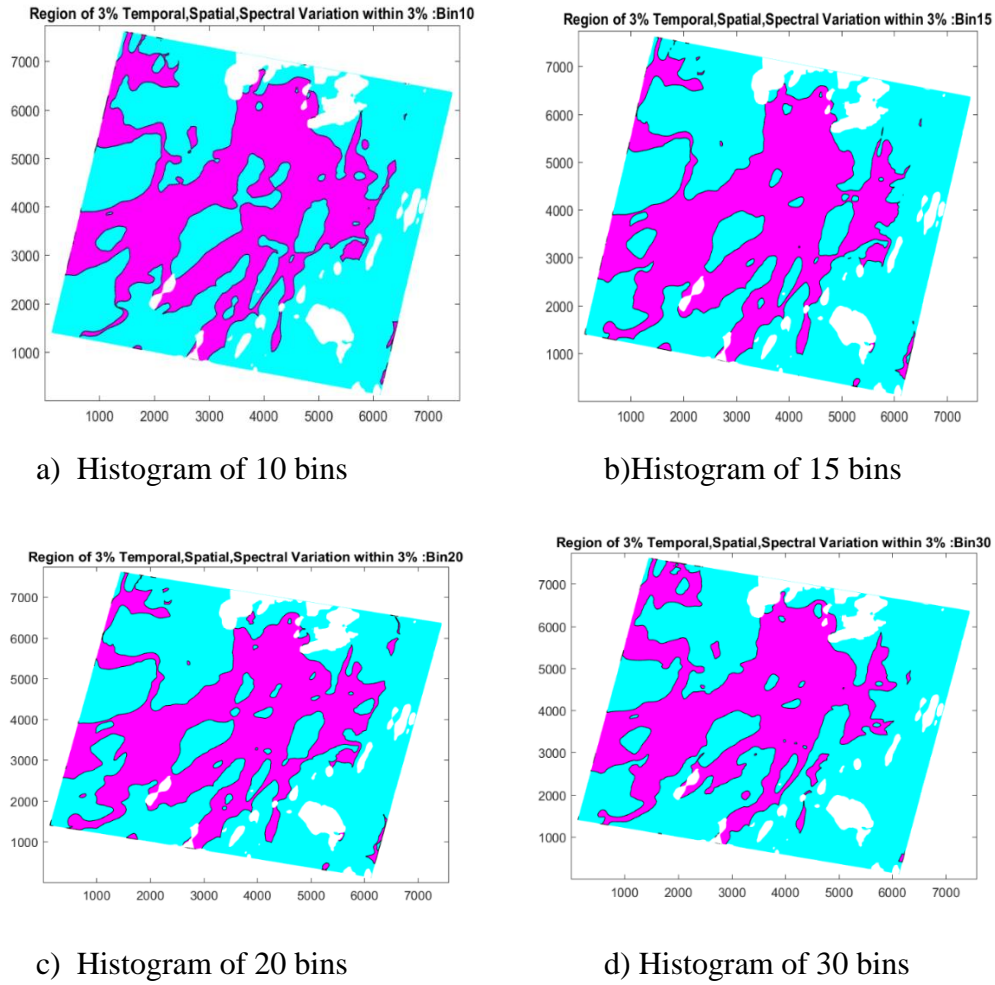 Region of 3% Temporal,Spatial,Spectral Variation within 3% :Bin10
7000
6000
5000
4000
3000
2000
1000
1000 2000 3000 4000 5000 6000 7000
a) Histogram of 10 bins
Region of 3% Temporal,Spatial,Spectral Variation within 3% :Bin15
7000
6000
5000
4000
3000
2000
1000
1000 2000 3000 4000 5000 6000 7000
b)Histogram of 15 bins
Region of 3% Temporal,Spatial,Spectral Variation within 3% :Bin20
7000
6000
5000
4000
3000
2000
1000
1000 2000 3000 4000 5000 6000 7000
c) Histogram of 20 bins
Region of 3% Temporal,Spatial,Spectral Variation within 3% :Bin30
7000
6000
5000
4000
3000
2000
1000
1000 2000 3000 4000 5000 6000 7000
d) Histogram of 30 bins